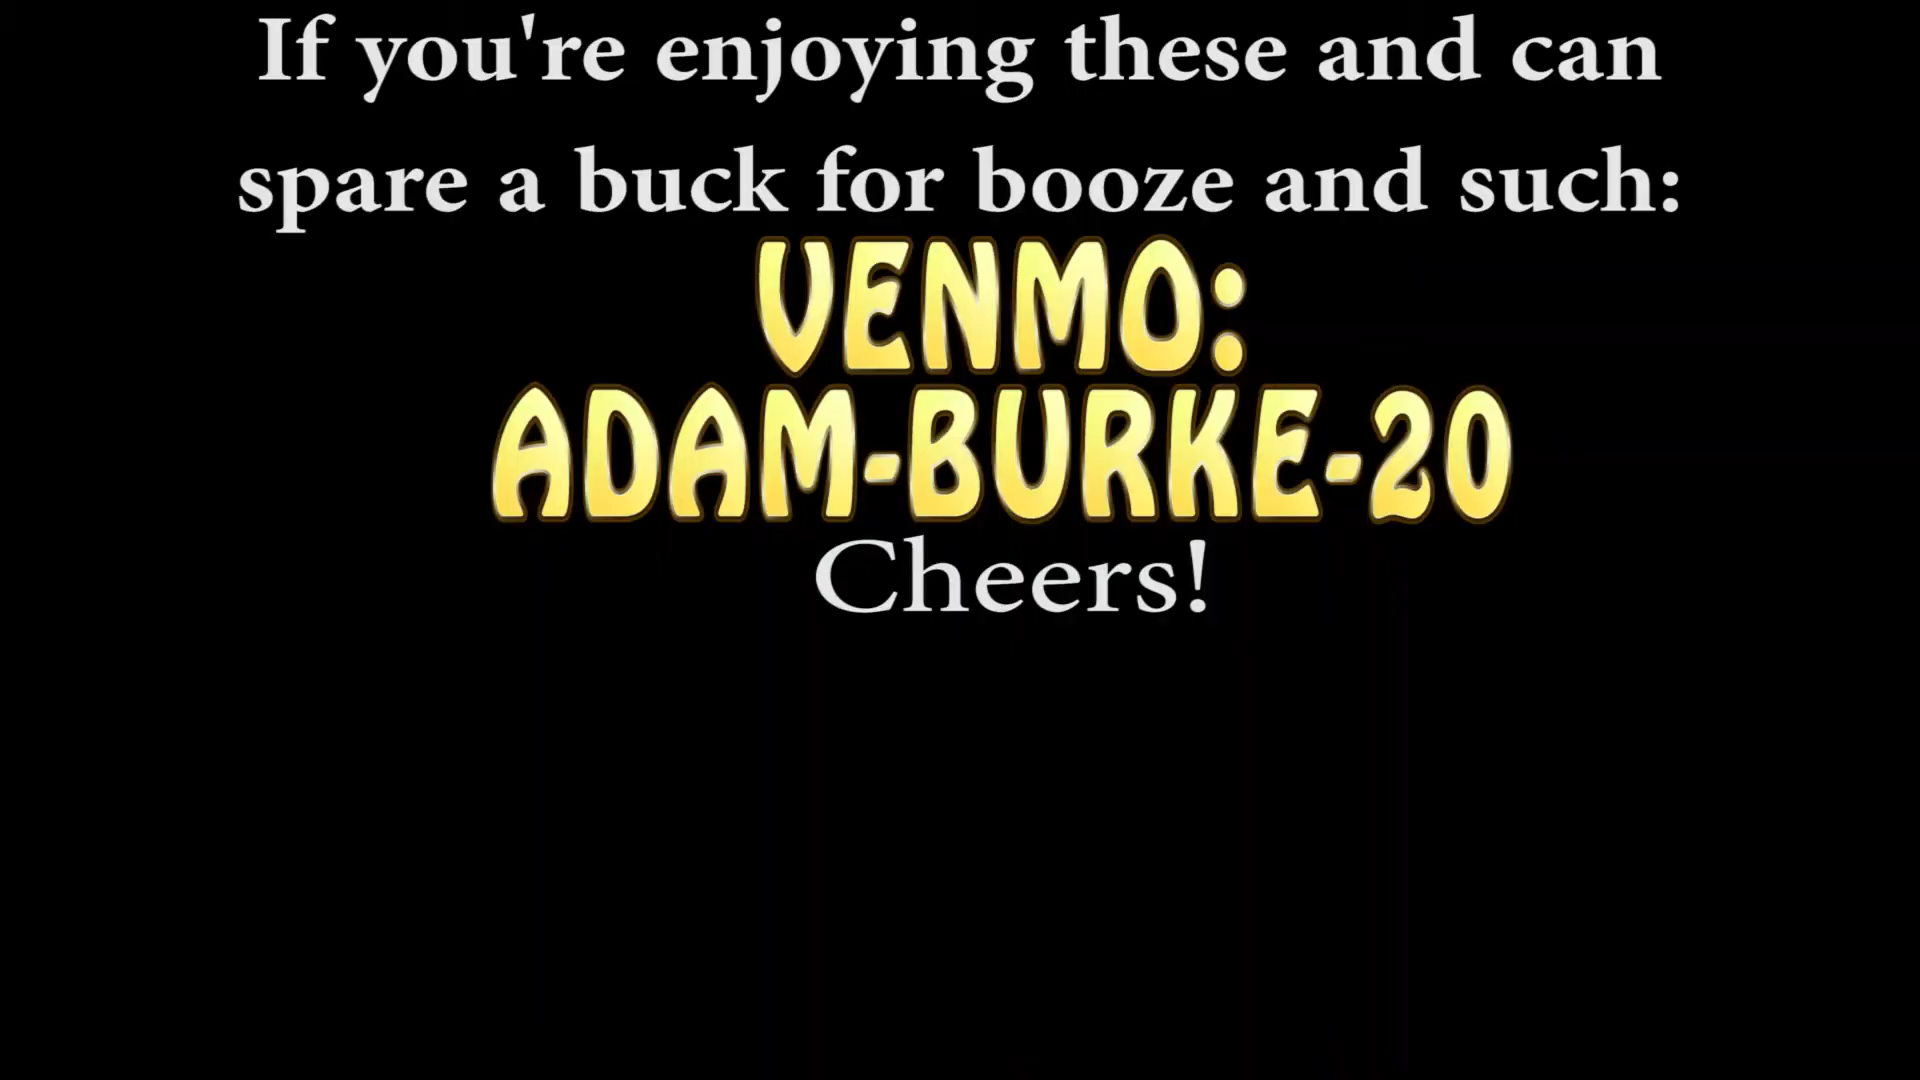 If you're enjoying these and can
spare a buck for booze and such:
VENMO:
ADAM-BURKE-20
Cheers!